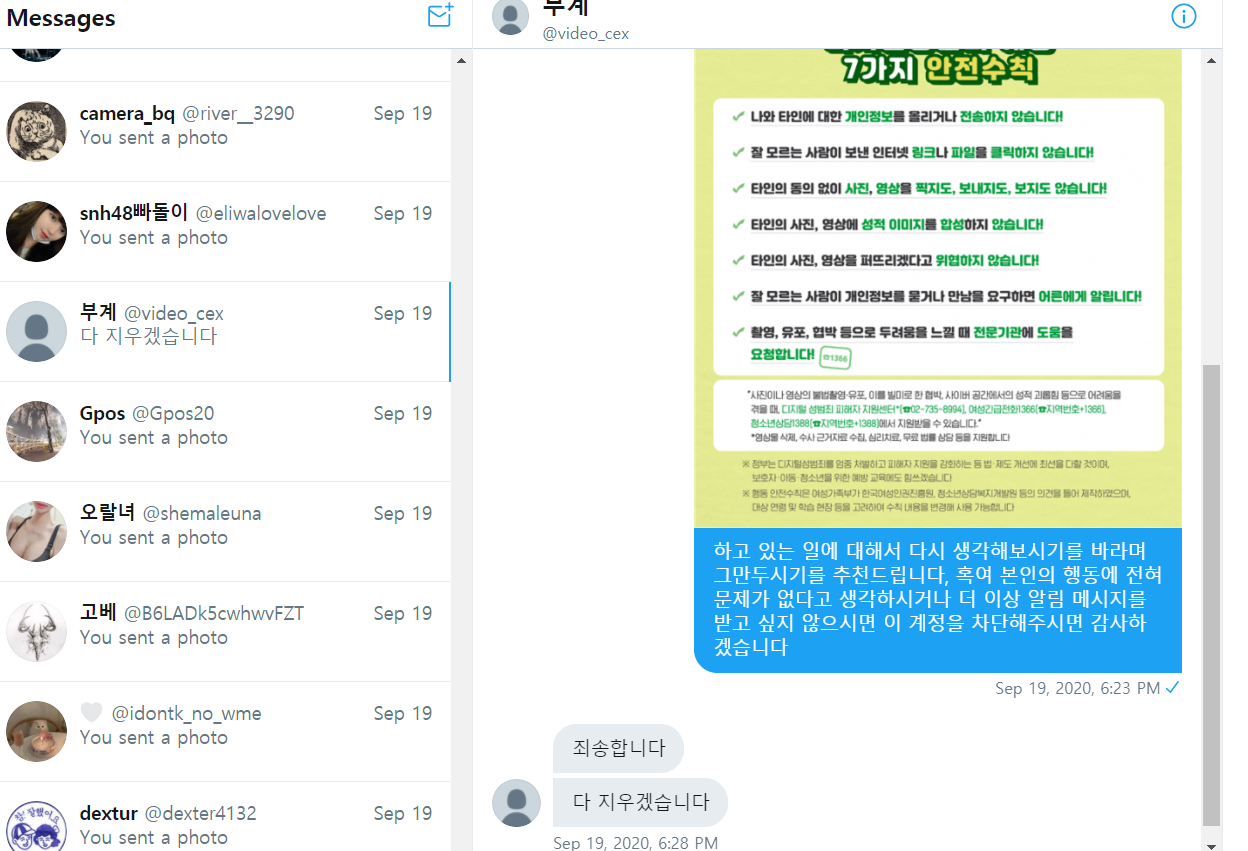 Messages
camera_bq @river__3290 Sep 19
You sent a photo
snh48빠돌이 @eliwalovelove Sep 19
You sent a photo
부계 @video_cex Sep 19
다 지우겠습니다
Gpos @Gpos20 Sep 19
You sent a photo
오랄녀 @shemaleuna Sep 19
You sent a photo
고베 @B6LADk5cwhwvFZT Sep 19
You sent a photo
🤍 @idontk_no_wme Sep 19
You sent a photo
dextur @dexter4132 Sep 19
You sent a photo
참! 잘했어요
부계
@video_cex
7가지 안전수칙
✓ 나와 타인에 대한 개인정보를 올리거나 전송하지 않습니다!
✓ 잘 모르는 사람이 보낸 인터넷 링크나 파일을 클릭하지 않습니다!
✓ 타인의 동의 없이 사진, 영상을 찍지도, 보내지도, 보지도 않습니다!
✓ 타인의 사진, 영상에 성적 이미지를 합성하지 않습니다!
✓ 타인의 사진, 영상을 퍼뜨리겠다고 위협하지 않습니다!
✓ 잘 모르는 사람이 개인정보를 묻거나 만남을 요구하면 어른에게 알립니다!
✓ 촬영, 유포, 협박 등으로 두려움을 느낄 때 전문기관에 도움을
요청합니다! ☎1366
"사진이나 영상의 불법촬영·유포, 이를 빌미로 한 협박, 사이버 공간에서의 성적 괴롭힘 등으로 어려움을
겪을 때, 디지털 성범죄 피해자 지원센터*(☎02-735-8994), 여성긴급전화1366(☎지역번호+1366),
청소년상담1388(☎지역번호+1388)에서 지원받을 수 있습니다."
*영상물 삭제, 수사 근거자료 수집, 심리치료, 무료 법률 상담 등을 지원합니다
※ 정부는 디지털성범죄를 엄중 처벌하고 피해자 지원을 강화하는 등 법·제도 개선에 최선을 다할 것이며,
보호자·아동·청소년을 위한 예방 교육에도 힘쓰겠습니다
※ 행동 안전수칙은 여성가족부가 한국여성인권진흥원, 청소년상담복지개발원 등의 의견을 들어 제작하였으며,
대상 연령 및 학습 현장 등을 고려하여 수칙 내용을 변경해 사용 가능합니다
하고 있는 일에 대해서 다시 생각해보시기를 바라며
그만두시기를 추천드립니다, 혹여 본인의 행동에 전혀
문제가 없다고 생각하시거나 더 이상 알림 메시지를
받고 싶지 않으시면 이 계정을 차단해주시면 감사하
겠습니다
Sep 19, 2020, 6:23 PM ✓
죄송합니다
다 지우겠습니다
Sep 19, 2020, 6:28 PM